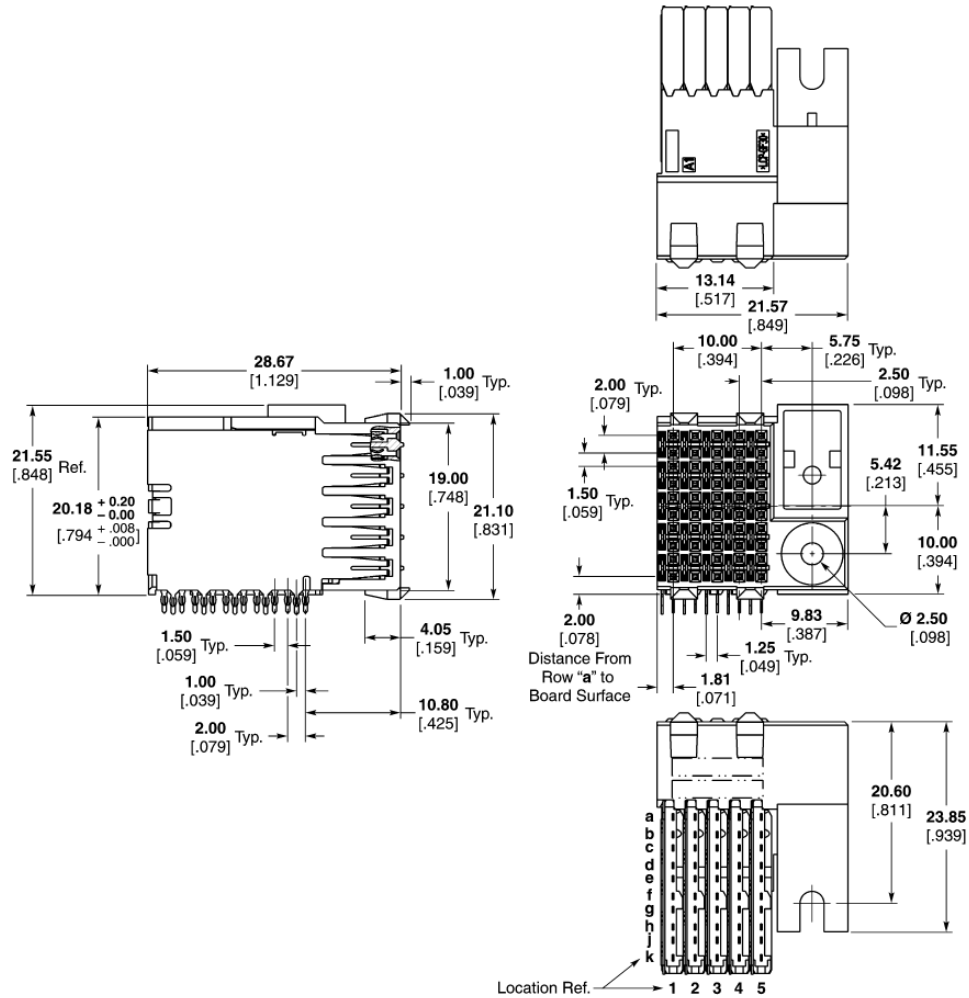 A1
>LCP-GF30<
13.14
[.517]
21.57
[.849]
28.67
[1.129]
1.00
[.039] Typ.
21.55
[.848] Ref.
20.18 + 0.20
- 0.00
[.794 + .008
- .000]
19.00
[.748]
21.10
[.831]
1.50
[.059] Typ.
4.05
[.159]
1.00
[.039] Typ.
10.80
[.425] Typ.
2.00
[.079] Typ.
10.00
[.394]
5.75
[.226] Typ.
2.00
[.079] Typ.
2.50
[.098] Typ.
11.55
[.455]
5.42
[.213]
1.50
[.059] Typ.
10.00
[.394]
2.00
[.078]
Distance From
Row "a" to
Board Surface
9.83
[.387]
Ø 2.50
[.098]
1.25
[.049] Typ.
1.81
[.071]
20.60
[.811]
23.85
[.939]
a
b
c
d
e
f
g
h
j
k
Location Ref. 1 2 3 4 5